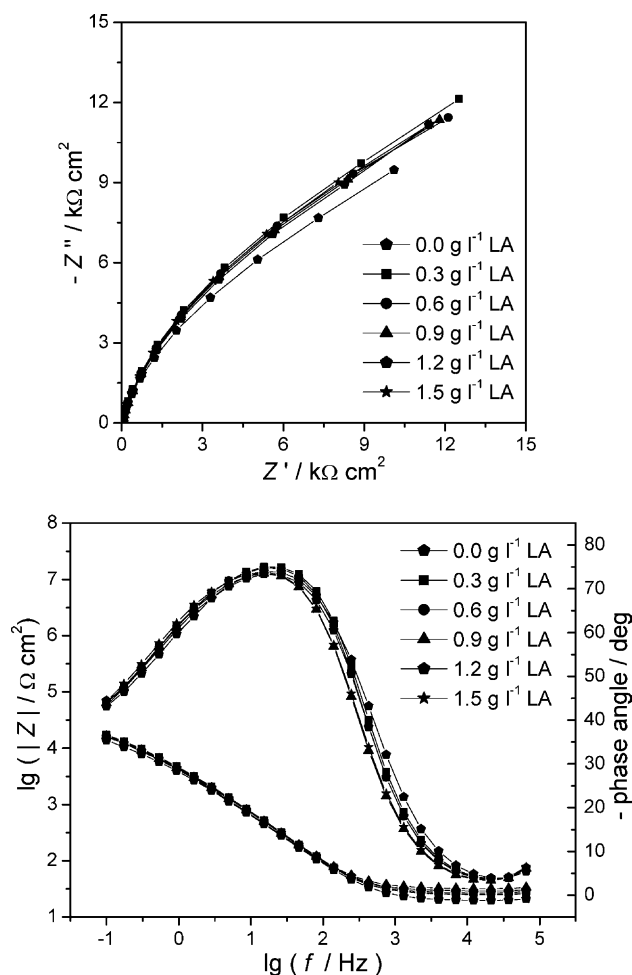 15
12
9
6
3
0
- Z'' / kΩ cm²
0.0 g l⁻¹ LA
0.3 g l⁻¹ LA
0.6 g l⁻¹ LA
0.9 g l⁻¹ LA
1.2 g l⁻¹ LA
1.5 g l⁻¹ LA
0 3 6 9 12 15
Z' / kΩ cm²
8
7
6
5
4
3
2
1
lg ( | Z | / Ω cm²)
0.0 g l⁻¹ LA
0.3 g l⁻¹ LA
0.6 g l⁻¹ LA
0.9 g l⁻¹ LA
1.2 g l⁻¹ LA
1.5 g l⁻¹ LA
80
70
60
50
40
30
20
10
0
- phase angle / deg
-1 0 1 2 3 4 5
lg ( f / Hz)